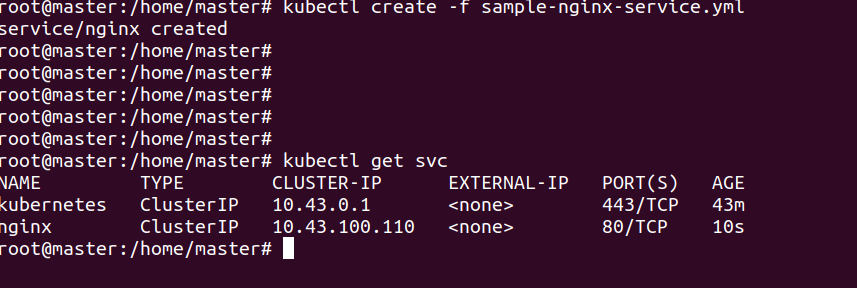 root@master:/home/master# kubectl create -f sample-nginx-service.yml
service/nginx created
root@master:/home/master#
root@master:/home/master#
root@master:/home/master#
root@master:/home/master#
root@master:/home/master#
root@master:/home/master# kubectl get svc
NAME TYPE CLUSTER-IP EXTERNAL-IP PORT(S) AGE
kubernetes ClusterIP 10.43.0.1 <none> 443/TCP 43m
nginx ClusterIP 10.43.100.110 <none> 80/TCP 10s
root@master:/home/master#